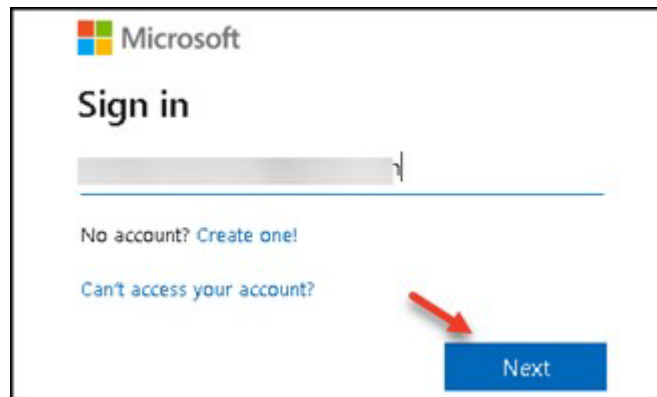 Microsoft
Sign in
No account? Create one!
Can't access your account?
Next